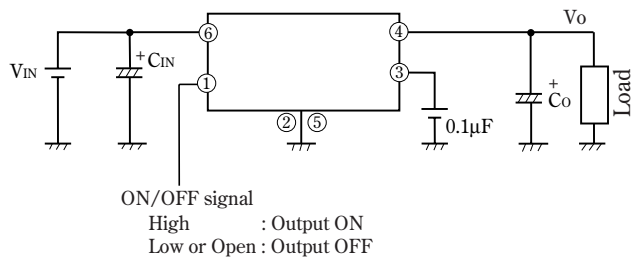 Vo
⑥ ④
VIN + CIN
① ③ + Co Load
② ⑤ 0.1µF
ON/OFF signal
High : Output ON
Low or Open : Output OFF